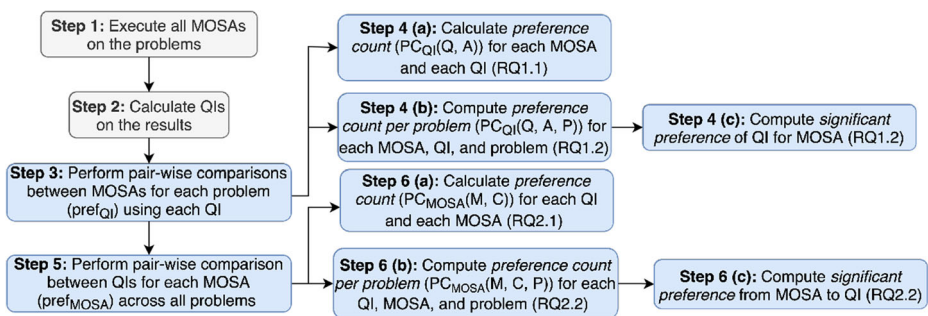 Step 1: Execute all MOSAs
on the problems
Step 2: Calculate QIs
on the results
Step 3: Perform pair-wise comparisons
between MOSAs for each problem
(prefQI) using each QI
Step 4 (a): Calculate preference
count (PCQI(Q, A)) for each MOSA
and each QI (RQ1.1)
Step 4 (b): Compute preference
count per problem (PCQI(Q, A, P)) for
each MOSA, QI, and problem (RQ1.2)
Step 4 (c): Compute significant
preference of QI for MOSA (RQ1.2)
Step 5: Perform pair-wise comparison
between QIs for each MOSA
(prefMOSA) across all problems
Step 6 (a): Calculate preference
count (PCMOSA(M, C)) for each QI
and each MOSA (RQ2.1)
Step 6 (b): Compute preference count
per problem (PCMOSA(M, C, P)) for each
QI, MOSA, and problem (RQ2.2)
Step 6 (c): Compute significant
preference from MOSA to QI (RQ2.2)